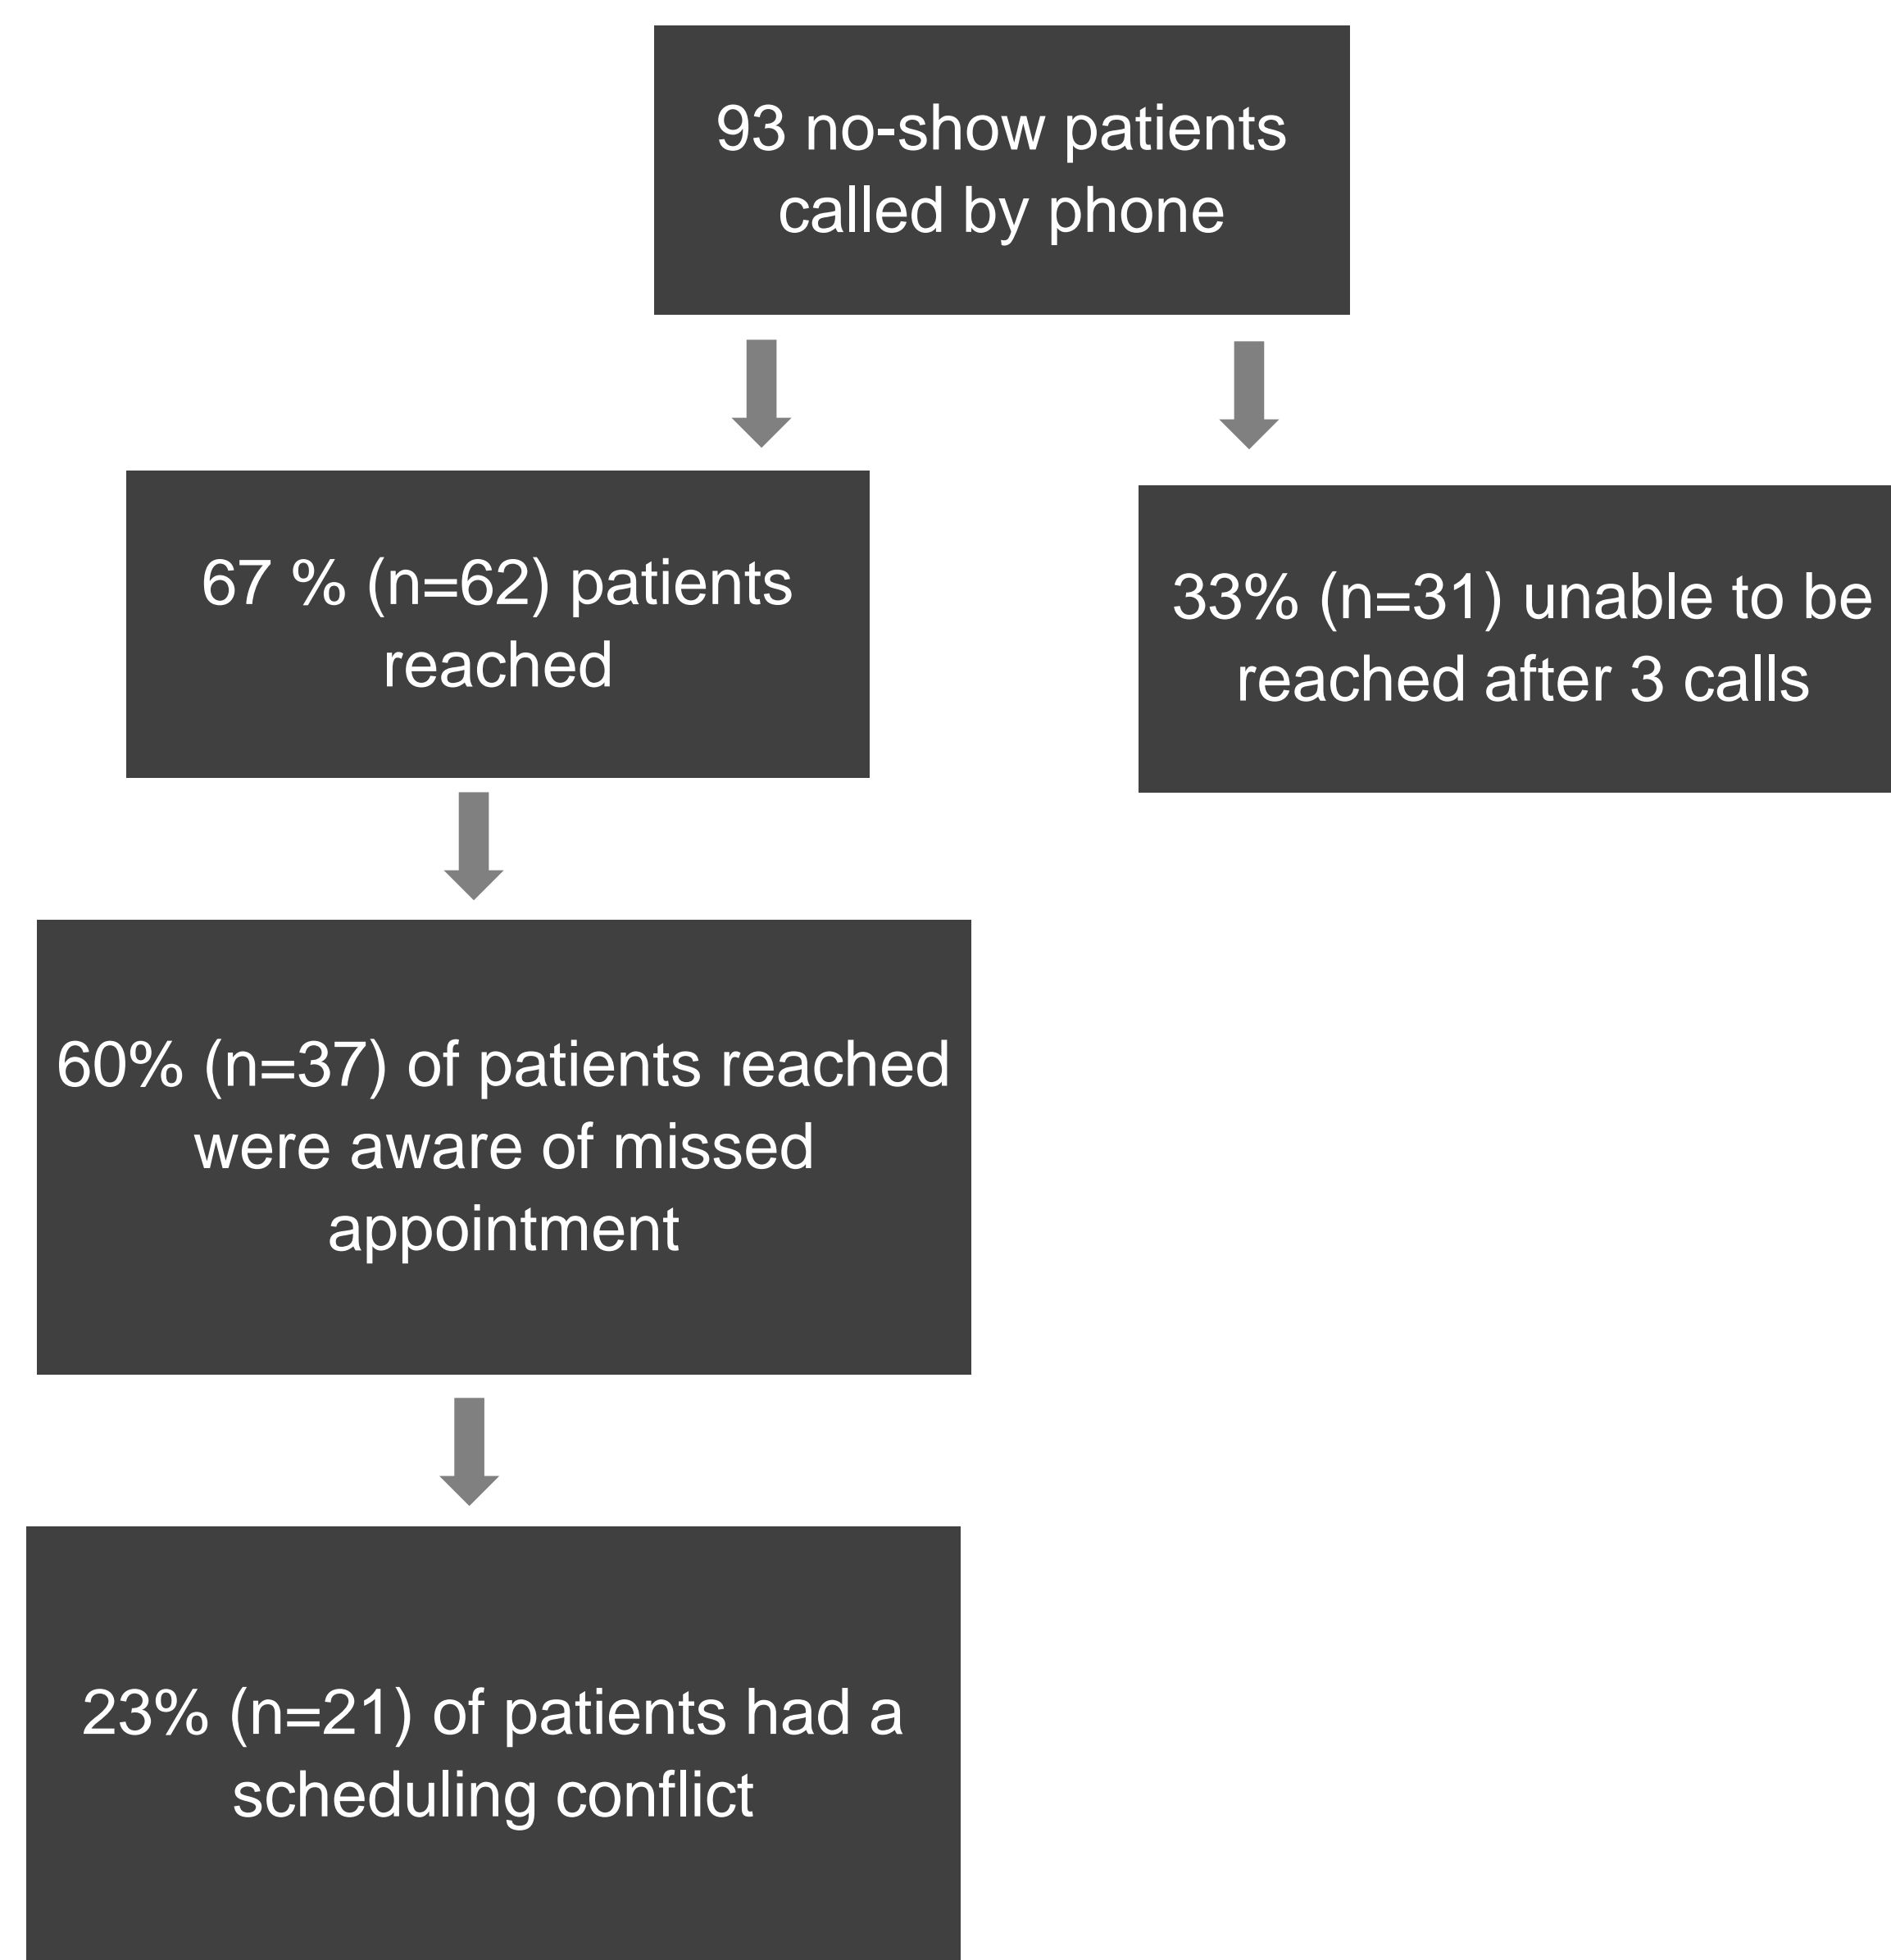 93 no-show patients
called by phone
67 % (n=62) patients
reached
33% (n=31) unable to be
reached after 3 calls
60% (n=37) of patients reached
were aware of missed
appointment
23% (n=21) of patients had a
scheduling conflict